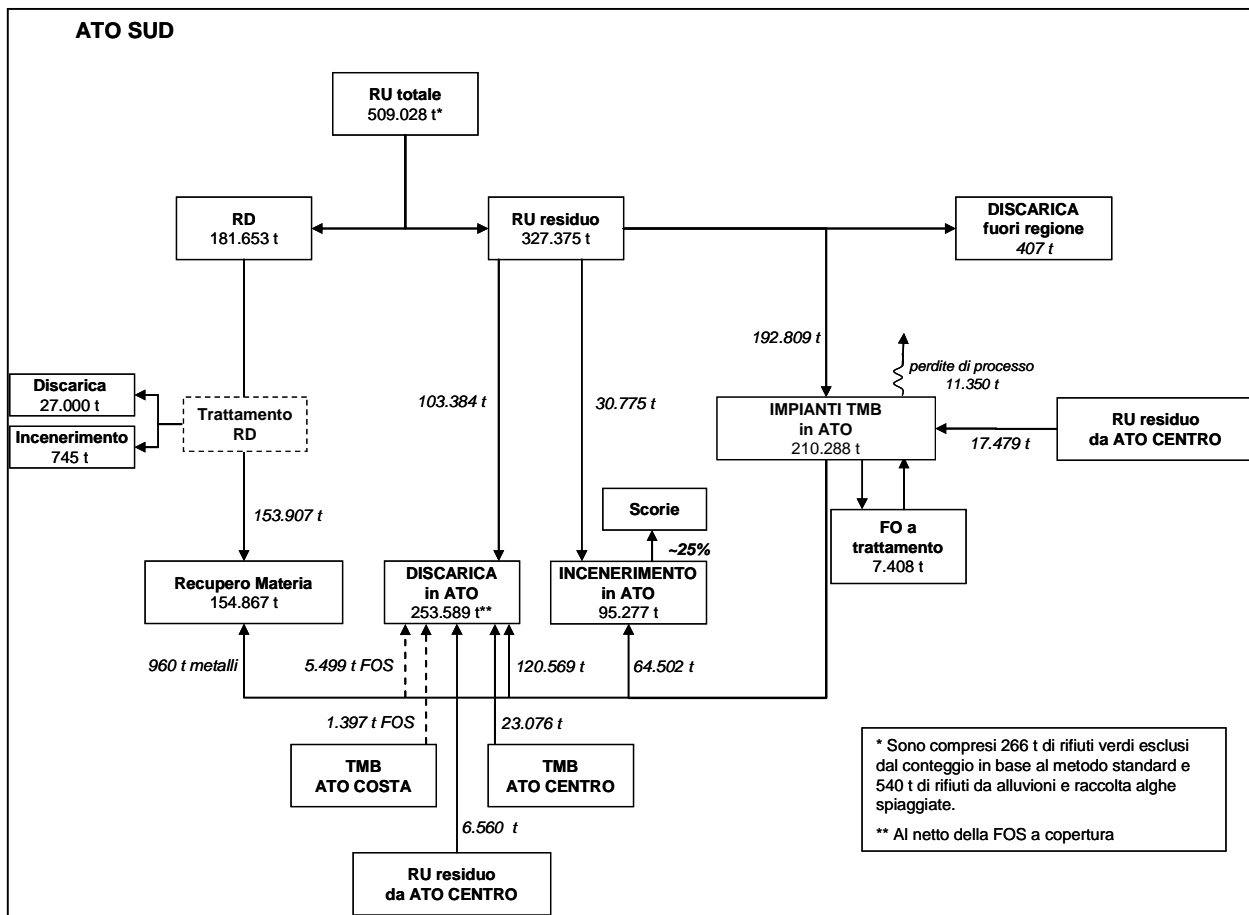 ATO SUD
RU totale
509.028 t*
RD
181.653 t
RU residuo
327.375 t
DISCARICA
fuori regione
407 t
192.809 t
perdite di processo
11.350 t
Discarica
27.000 t
Incenerimento
745 t
Trattamento
RD
103.384 t
30.775 t
IMPIANTI TMB
in ATO
210.288 t
17.479 t
RU residuo
da ATO CENTRO
153.907 t
Scorie
~25%
FO a
trattamento
7.408 t
Recupero Materia
154.867 t
DISCARICA
in ATO
253.589 t**
INCENERIMENTO
in ATO
95.277 t
960 t metalli
5.499 t FOS
120.569 t
64.502 t
1.397 t FOS
23.076 t
TMB
ATO COSTA
TMB
ATO CENTRO
6.560 t
RU residuo
da ATO CENTRO
* Sono compresi 266 t di rifiuti verdi esclusi
dal conteggio in base al metodo standard e
540 t di rifiuti da alluvioni e raccolta alghe
spiaggiate.
** Al netto della FOS a copertura